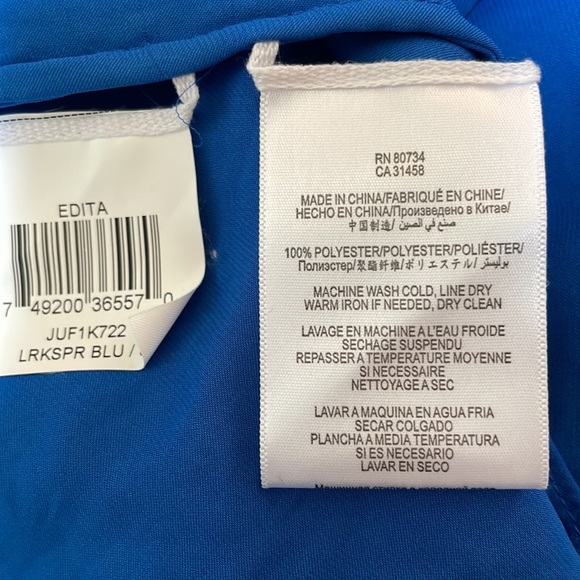 EDITA
7 49200 36557 0
JUF1K722
LRKSPR BLU /
RN 80734
CA 31458
MADE IN CHINA/FABRIQUÉ EN CHINE/
HECHO EN CHINA/Произведено в Китае/
中国制造/ صنع في الصين/
100% POLYESTER/POLYESTER/POLIÉSTER/
Полиэстер/聚酯纤维/ポリエステル/بوليستر
MACHINE WASH COLD, LINE DRY
WARM IRON IF NEEDED, DRY CLEAN
LAVAGE EN MACHINE A L'EAU FROIDE
SECHAGE SUSPENDU
REPASSER A TEMPERATURE MOYENNE
SI NECESSAIRE
NETTOYAGE A SEC
LAVAR A MAQUINA EN AGUA FRIA
SECAR COLGADO
PLANCHA A MEDIA TEMPERATURA
SI ES NECESARIO
LAVAR EN SECO